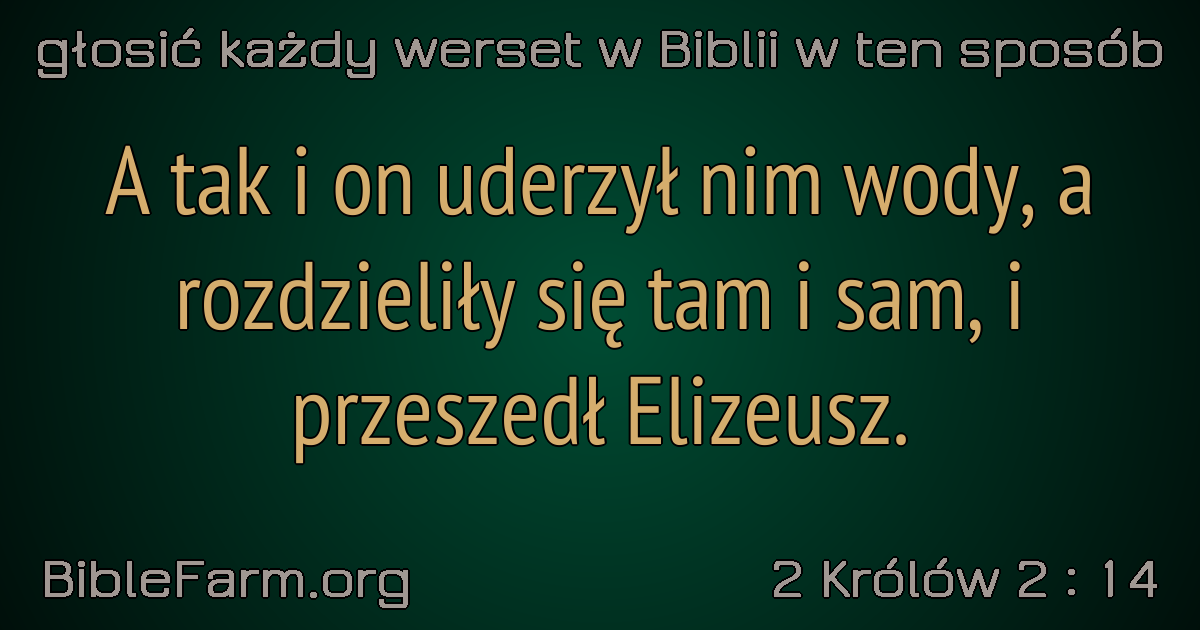 głosić każdy werset w Biblii w ten sposób
A tak i on uderzył nim wody, a
rozdzieliły się tam i sam, i
przeszedł Elizeusz.
BibleFarm.org
2 Królów 2 : 14